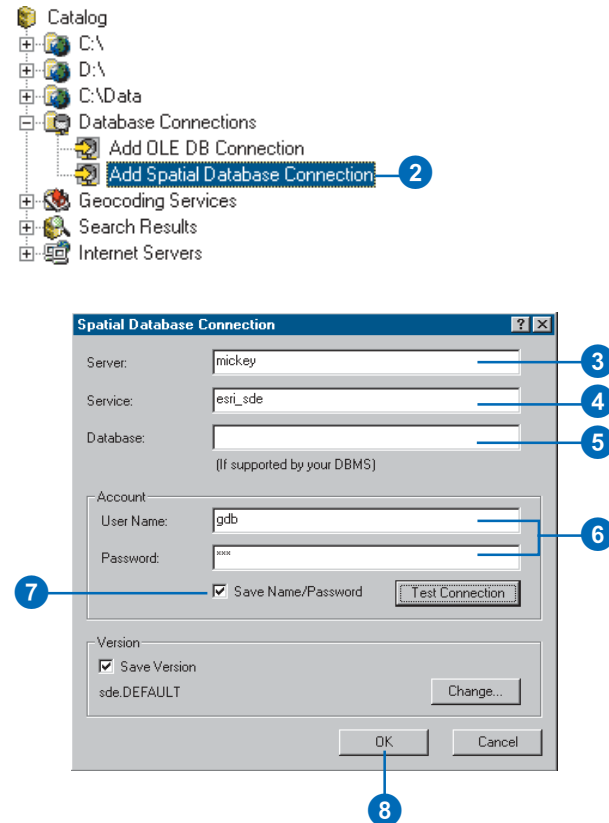 Catalog
C:\
D:\
C:\Data
Database Connections
Add OLE DB Connection
Add Spatial Database Connection 2
Geocoding Services
Search Results
Internet Servers
Spatial Database Connection ? X
Server: mickey 3
Service: esri_sde 4
Database: 5
(If supported by your DBMS)
Account
User Name: gdb
6
Password: ×××
7 Save Name/Password Test Connection
Version
Save Version
sde.DEFAULT Change...
OK Cancel
8